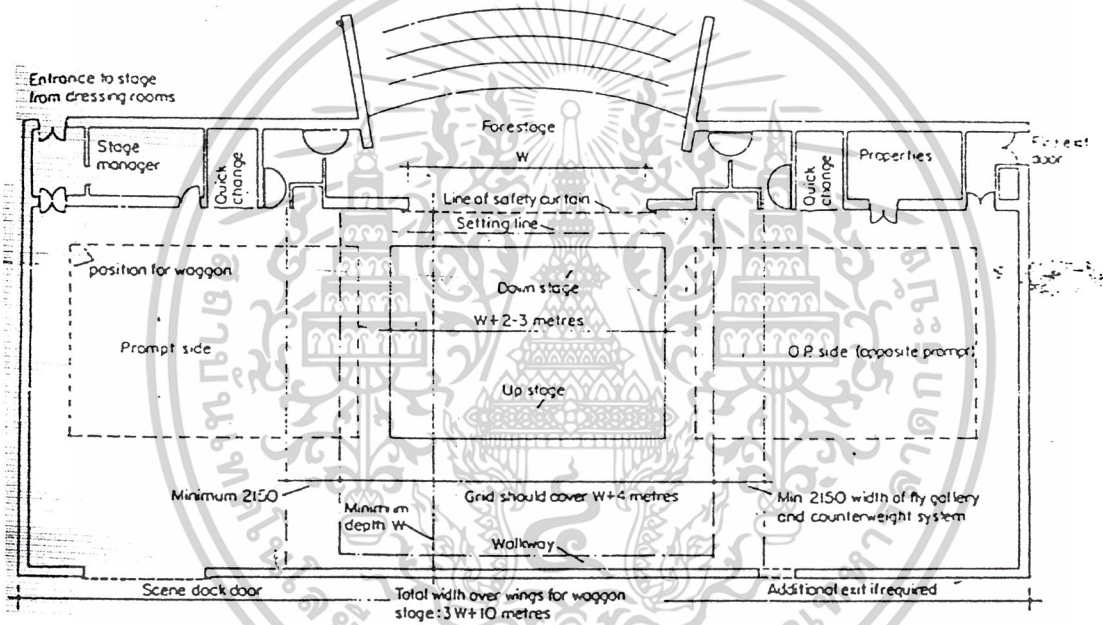 Entrance to stage
from dressing rooms
Stage
manager
Quick
change
Forestage
W
Quick
change
Properties
exit
door
Line of safety curtain
Setting line
position for waggon
Down stage
W+2-3 metres
Prompt side
O.P. side (opposite prompt)
Up stage
Minimum 2150
Grid should cover W+4 metres
Min 2150 width of fly gallery
and counterweight system
Minimum
depth W
Walkway
Scene dock door
Total width over wings for waggon
stage: 3W+10 metres
Additional exit if required